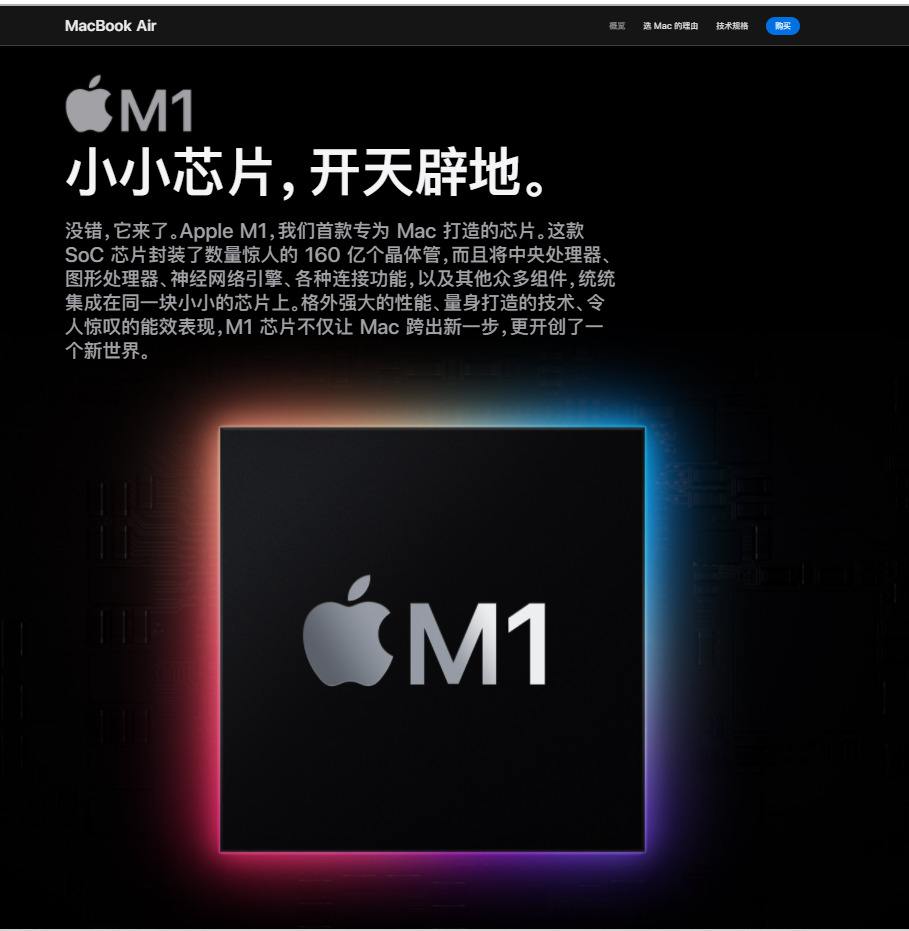 MacBook Air
概览 选 Mac 的理由 技术规格 购买
M1
小小芯片，开天辟地。
没错，它来了。Apple M1，我们首款专为 Mac 打造的芯片。这款
SoC 芯片封装了数量惊人的 160 亿个晶体管，而且将中央处理器、
图形处理器、神经网络引擎、各种连接功能，以及其他众多组件，统统
集成在同一块小小的芯片上。格外强大的性能、量身打造的技术、令
人惊叹的能效表现，M1 芯片不仅让 Mac 跨出新一步，更开创了一
个新世界。
M1